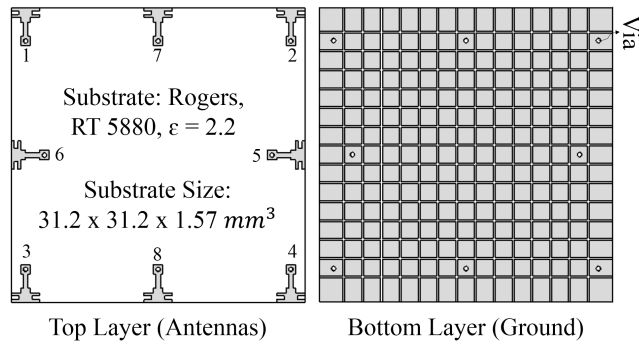 1
7
2
Via
Substrate: Rogers,
RT 5880, ε = 2.2
6
5
Substrate Size:
31.2 x 31.2 x 1.57 mm³
3
8
4
Top Layer (Antennas)
Bottom Layer (Ground)